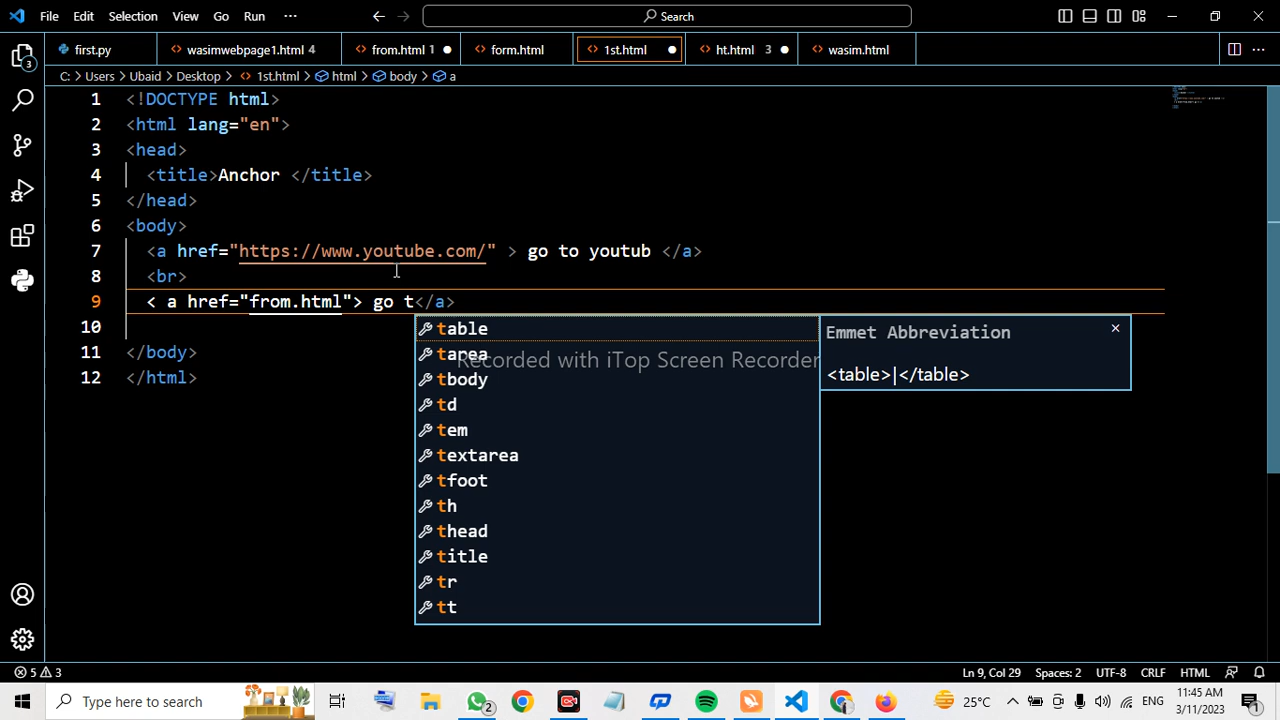 File Edit Selection View Go Run ··· Search
first.py wasimwebpage1.html 4 from.html 1 form.html 1st.html ht.html 3 wasim.html ···
C: > Users > Ubaid > Desktop > 1st.html > html > body > a
1 <!DOCTYPE html>
2 <html lang="en">
3 <head>
4 <title>Anchor </title>
5 </head>
6 <body>
7 <a href="https://www.youtube.com/" > go to youtub </a>
8 <br>
9 < a href="from.html"> go t</a>
10
11 </body>
12 </html>
3
table
tarea
tbody
td
tem
textarea
tfoot
th
thead
title
tr
tt
Emmet Abbreviation
<table>|</table>
Recorded with iTop Screen Recorder
5 3 Ln 9, Col 29 Spaces: 2 UTF-8 CRLF HTML
Type here to search 2 25°C ENG 11:45 AM 3/11/2023 1